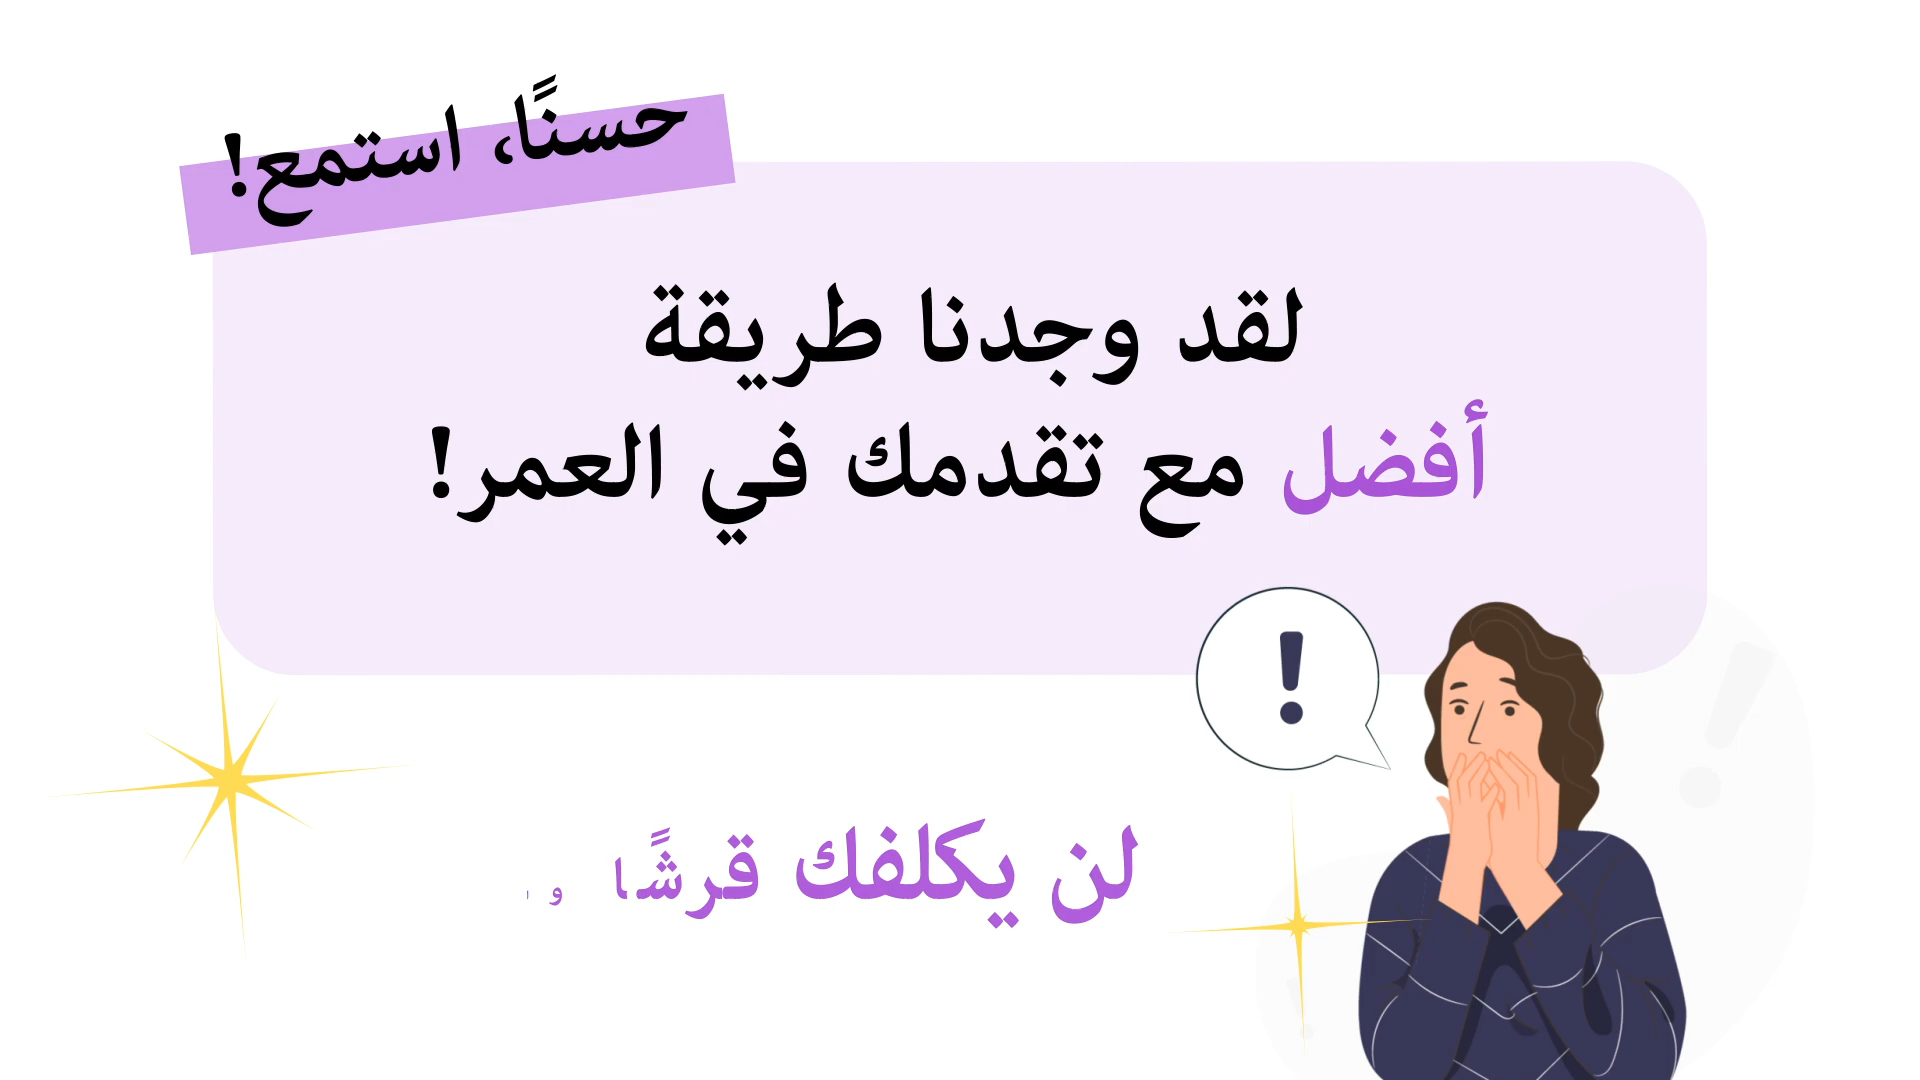 حسنًا، استمع!
لقد وجدنا طريقة
أفضل مع تقدمك في العمر!
!
لن يكلفك قرشًا